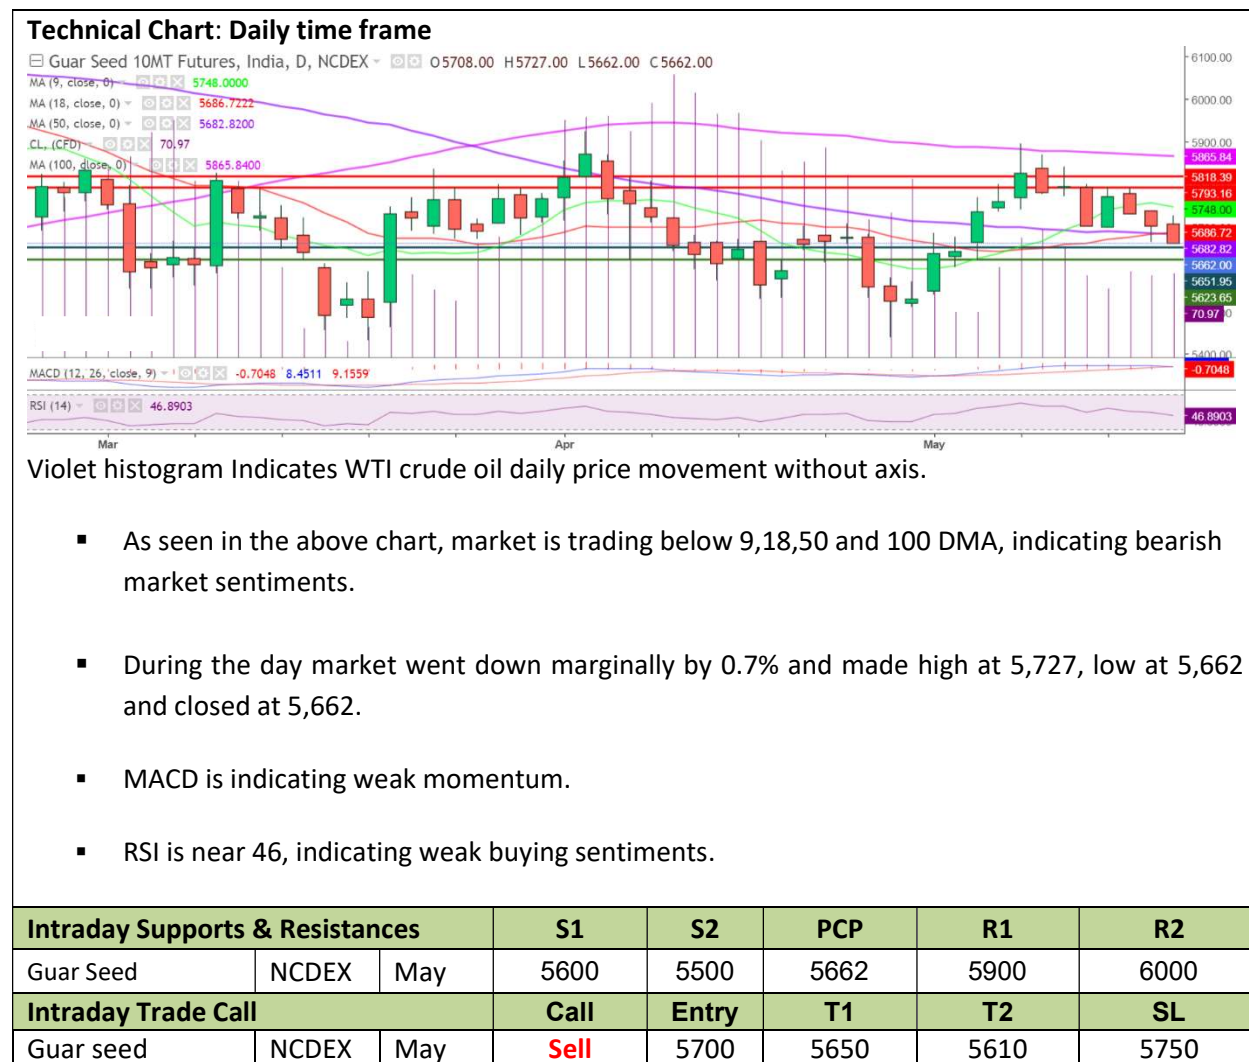 Technical Chart: Daily time frame
Guar Seed 10MT Futures, India, D, NCDEX O5708.00 H5727.00 L5662.00 C5662.00
MA (9, close, 0) 5748.0000
MA (18, close, 0) 5686.7222
MA (50, close, 0) 5682.8200
CL, (CFD) 70.97
MA (100, close, 0) 5865.8400
6100.00
6000.00
5900.00
5865.84
5818.39
5793.16
5748.00
5686.72
5682.82
5662.00
5651.95
5623.65
70.97
5400.00
MACD (12, 26, close, 9) -0.7048 8.4511 9.1559
-0.7048
RSI (14) 46.8903
46.8903
Mar Apr May
Violet histogram Indicates WTI crude oil daily price movement without axis.
▪ As seen in the above chart, market is trading below 9,18,50 and 100 DMA, indicating bearish
market sentiments.
▪ During the day market went down marginally by 0.7% and made high at 5,727, low at 5,662
and closed at 5,662.
▪ MACD is indicating weak momentum.
▪ RSI is near 46, indicating weak buying sentiments.
Intraday Supports & Resistances S1 S2 PCP R1 R2
Guar Seed NCDEX May 5600 5500 5662 5900 6000
Intraday Trade Call Call Entry T1 T2 SL
Guar seed NCDEX May Sell 5700 5650 5610 5750